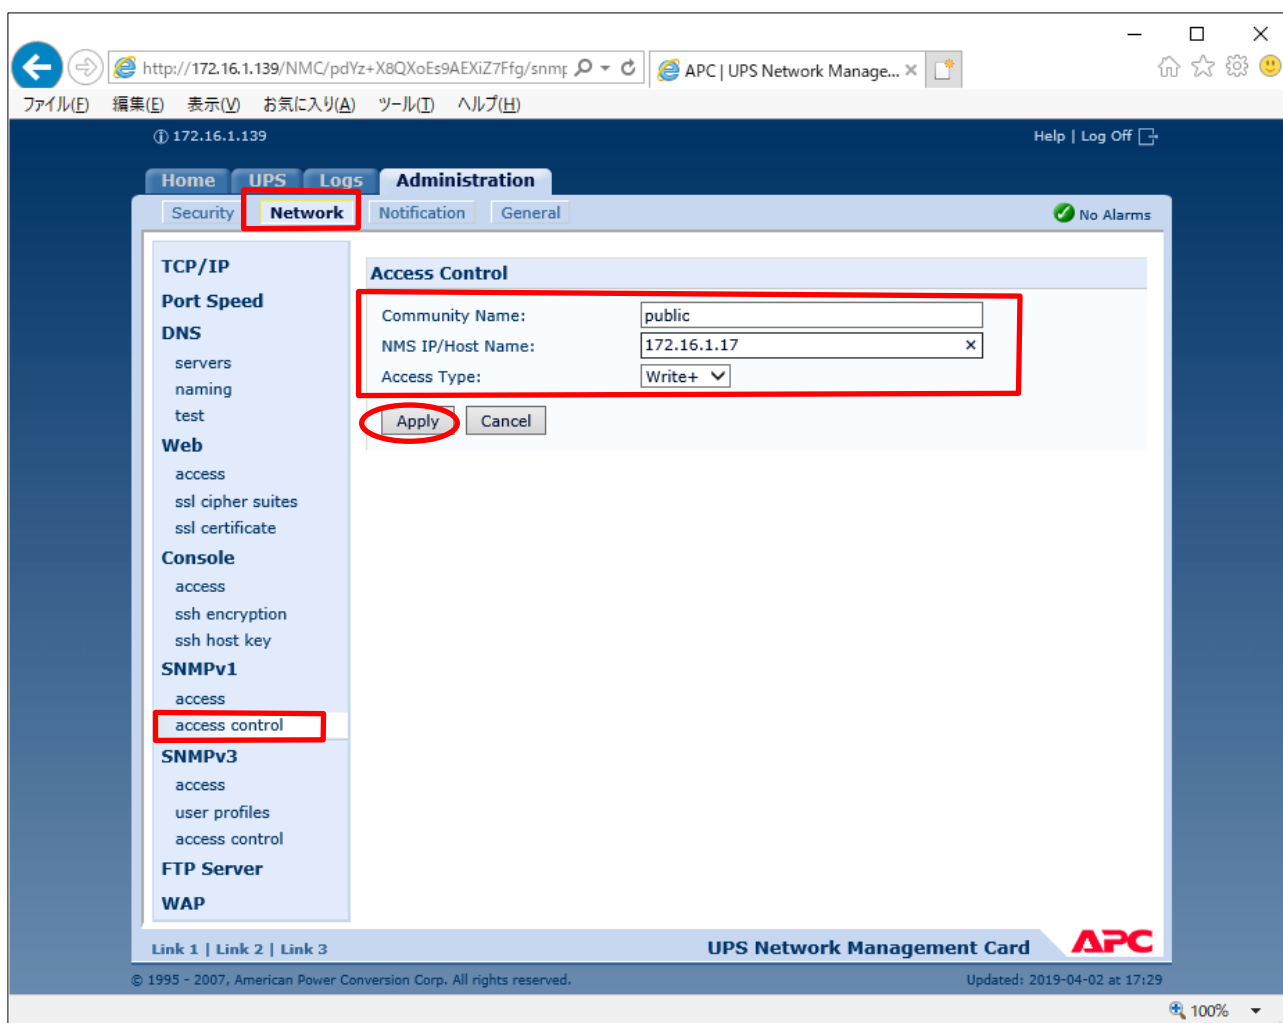 http://172.16.1.139/NMC/pdYz+X8QXoEs9AEXiZ7Ffg/snmp
APC | UPS Network Manage...
ファイル(F) 編集(E) 表示(V) お気に入り(A) ツール(T) ヘルプ(H)
172.16.1.139
Help | Log Off
Home UPS Logs Administration
Security Network Notification General
No Alarms
TCP/IP
Port Speed
DNS
servers
naming
test
Web
access
ssl cipher suites
ssl certificate
Console
access
ssh encryption
ssh host key
SNMPv1
access
access control
SNMPv3
access
user profiles
access control
FTP Server
WAP
Access Control
Community Name: public
NMS IP/Host Name: 172.16.1.17
Access Type: Write+
Apply Cancel
Link 1 | Link 2 | Link 3
UPS Network Management Card
APC
© 1995 - 2007, American Power Conversion Corp. All rights reserved.
Updated: 2019-04-02 at 17:29
100%